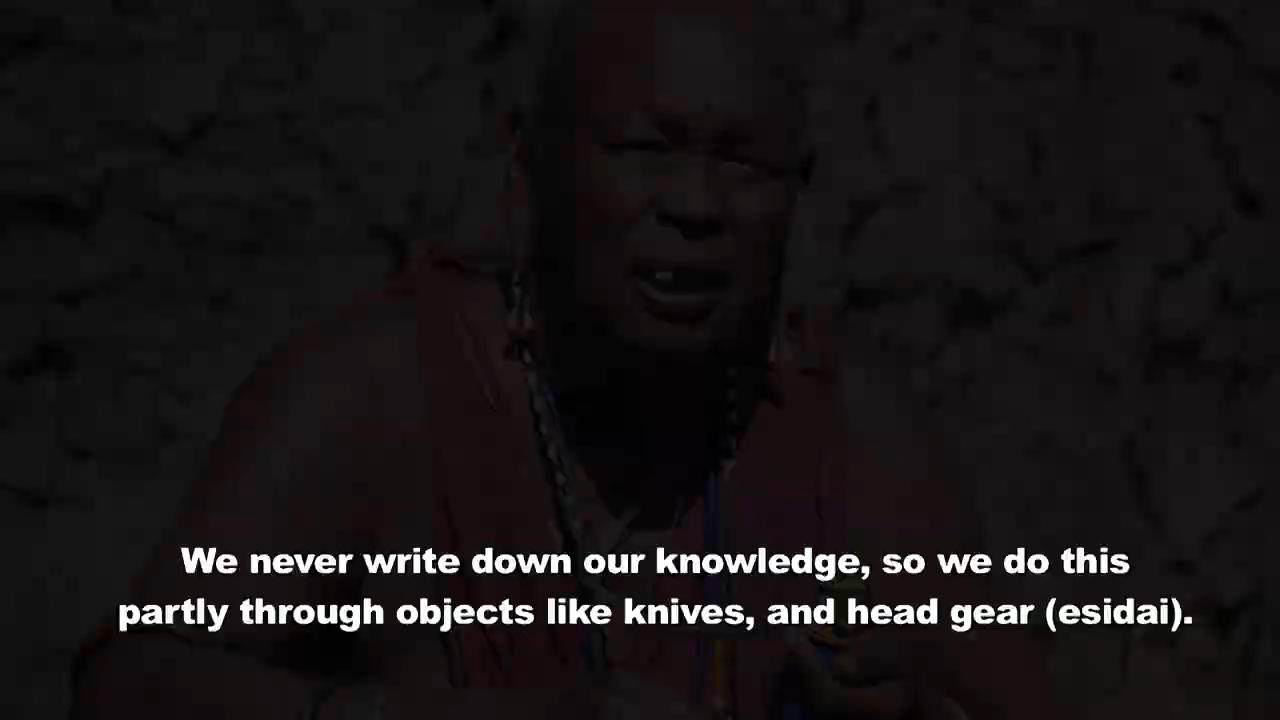 We never write down our knowledge, so we do this
partly through objects like knives, and head gear (esidai).